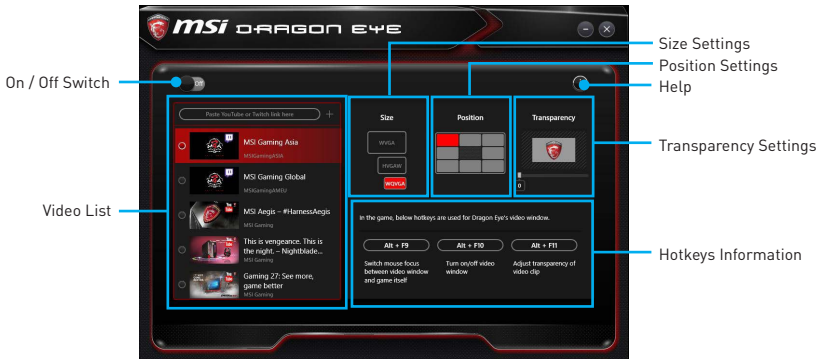 msi DRAGON EYE
Size Settings
Position Settings
Help
On / Off Switch
Off
Paste YouTube or Twitch link here
Size
Position
Transparency
WVGA
HVGAW
WQVGA
0
Transparency Settings
MSI Gaming Asia
MSIGamingASIA
MSI Gaming Global
MSIGamingAMDJ
Video List
MSI Aegis – #HarnessAegis
MSI Gaming
This is vengeance. This is
the night. – Nightblade...
MSI Gaming
Gaming 27: See more,
game better
MSI Gaming
In the game, below hotkeys are used for Dragon Eye's video window.
Alt + F9
Alt + F10
Alt + F11
Switch mouse focus
between video window
and game itself
Turn on/off video
window
Adjust transparency of
video clip
Hotkeys Information